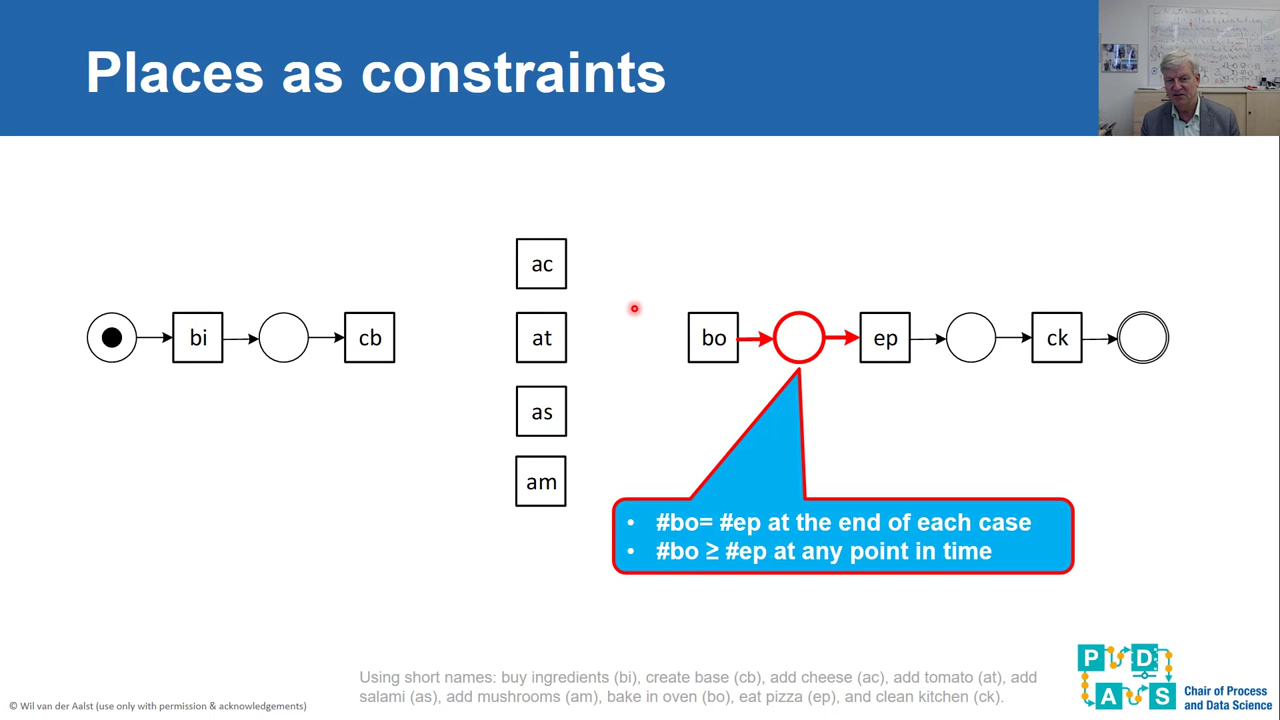 Places as constraints
ac
bi
cb
at
bo
ep
ck
as
am
• #bo= #ep at the end of each case
• #bo ≥ #ep at any point in time
Using short names: buy ingredients (bi), create base (cb), add cheese (ac), add tomato (at), add
salami (as), add mushrooms (am), bake in oven (bo), eat pizza (ep), and clean kitchen (ck).
P D
A S
Chair of Process
and Data Science
© Wil van der Aalst (use only with permission & acknowledgements)